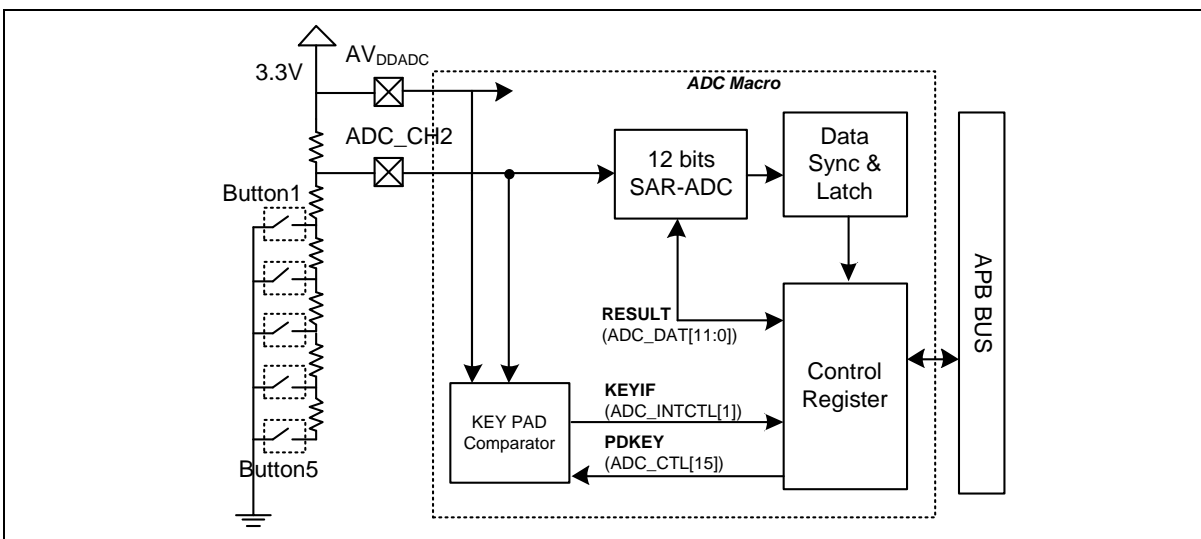 3.3V
AVDDADC
ADC Macro
ADC_CH2
12 bits
SAR-ADC
Data
Sync &
Latch
Button1
RESULT
(ADC_DAT[11:0])
Control
Register
APB BUS
KEY PAD
Comparator
KEYIF
(ADC_INTCTL[1])
PDKEY
(ADC_CTL[15])
Button5